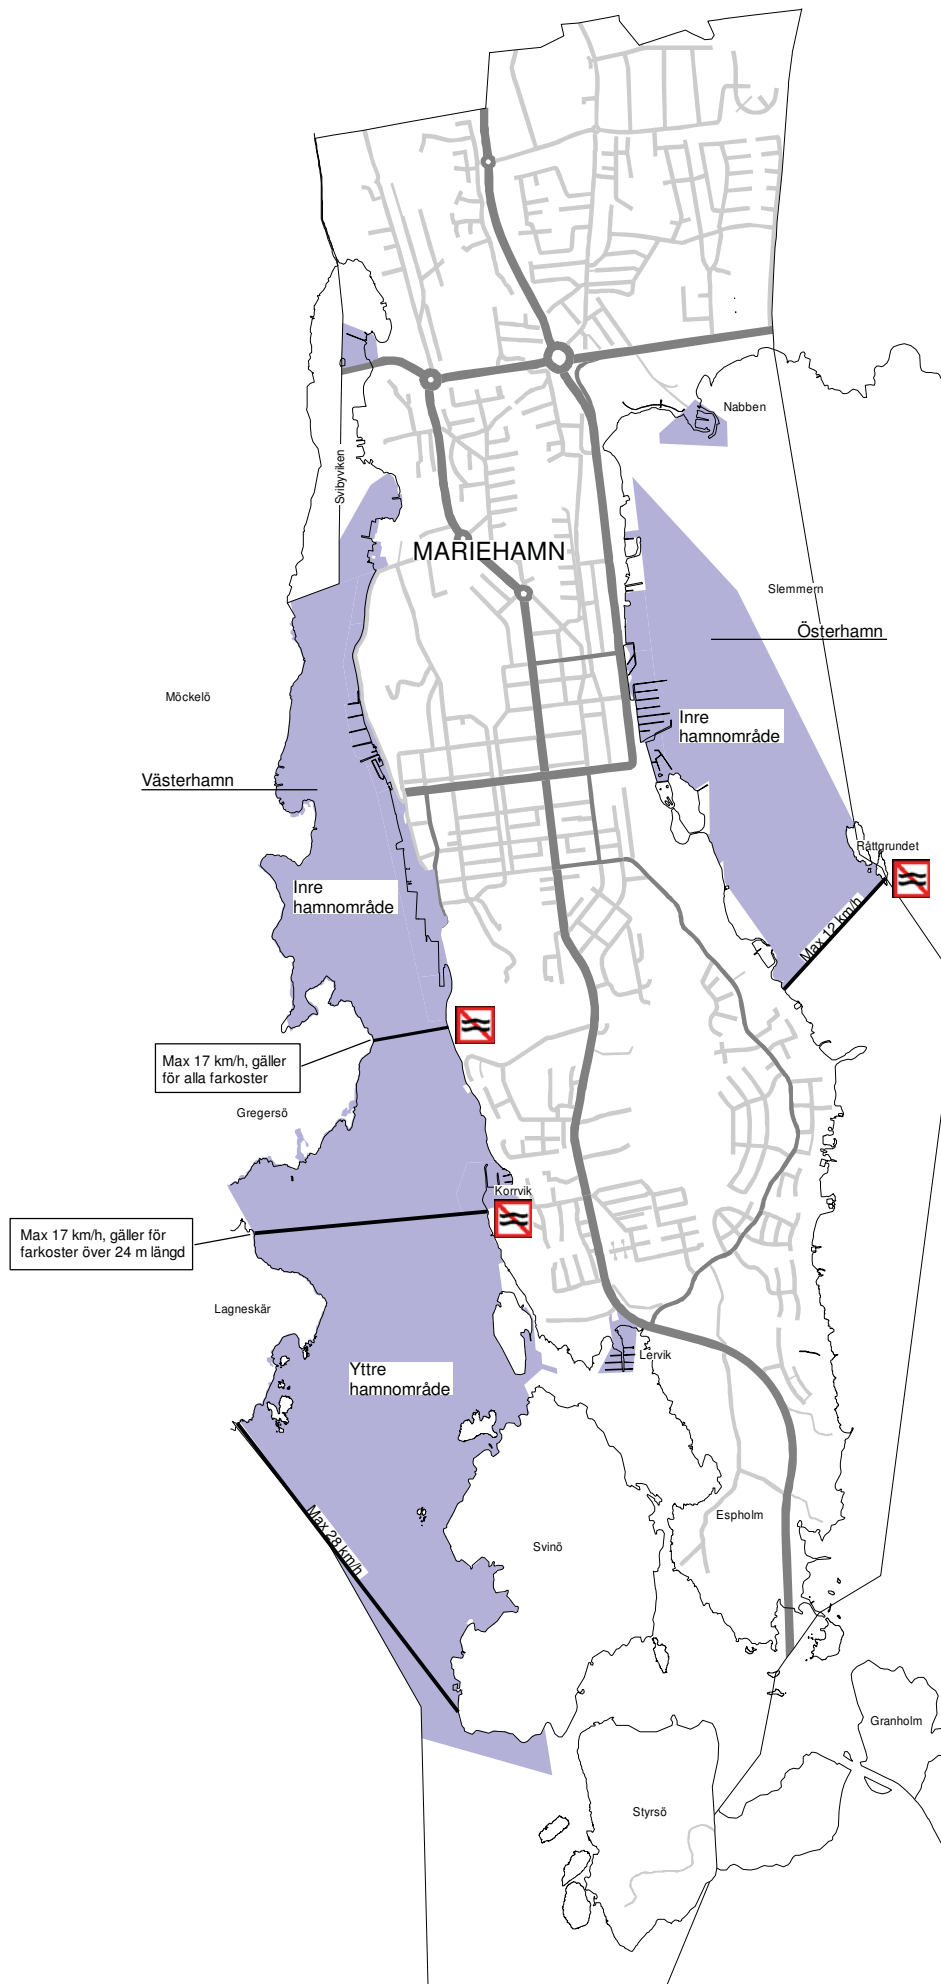 Nabben
Svibyviken
MARIEHAMN
Slemmern
Österhamn
Möckelö
Inre
hamnområde
Västerhamn
Råttgrundet
Inre
hamnområde
Max 12 km/h
Max 17 km/h, gäller
för alla farkoster
Gregersö
Korrvik
Max 17 km/h, gäller för
farkoster över 24 m längd
Lagneskär
Lervik
Yttre
hamnområde
Max 28 km/h
Espholm
Svinö
Granholm
Styrsö